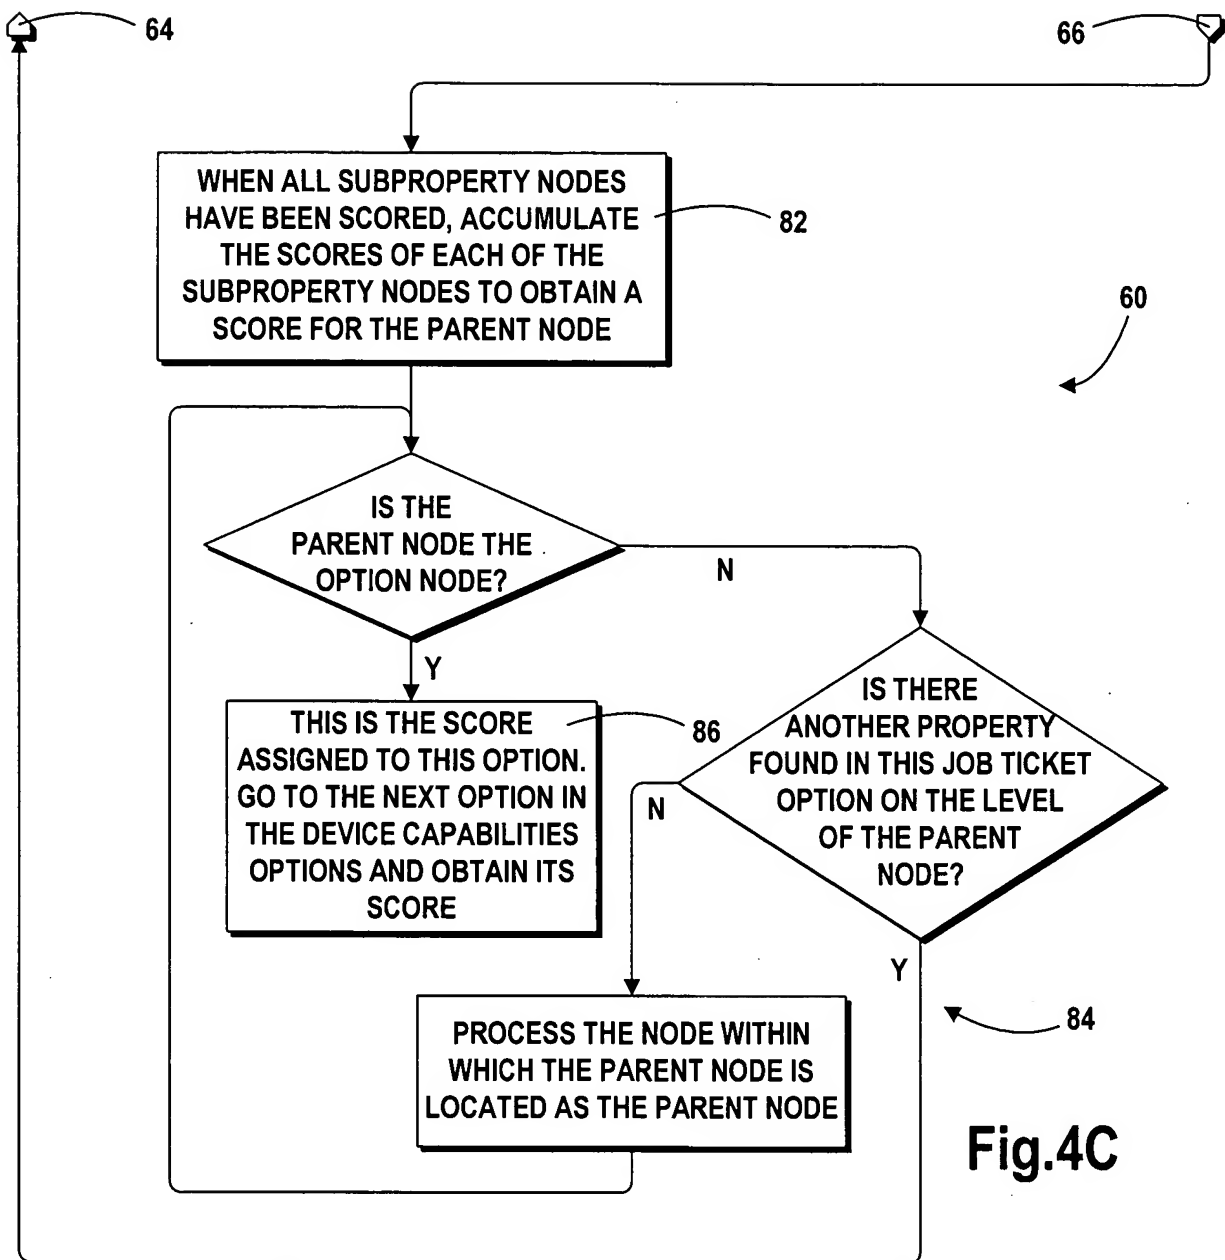 64
66
WHEN ALL SUBPROPERTY NODES
HAVE BEEN SCORED, ACCUMULATE
THE SCORES OF EACH OF THE
SUBPROPERTY NODES TO OBTAIN A
SCORE FOR THE PARENT NODE
82
60
IS THE
PARENT NODE THE
OPTION NODE?
N
Y
THIS IS THE SCORE
ASSIGNED TO THIS OPTION.
GO TO THE NEXT OPTION IN
THE DEVICE CAPABILITIES
OPTIONS AND OBTAIN ITS
SCORE
86
IS THERE
ANOTHER PROPERTY
FOUND IN THIS JOB TICKET
OPTION ON THE LEVEL
OF THE PARENT
NODE?
N
Y
84
PROCESS THE NODE WITHIN
WHICH THE PARENT NODE IS
LOCATED AS THE PARENT NODE
Fig.4C